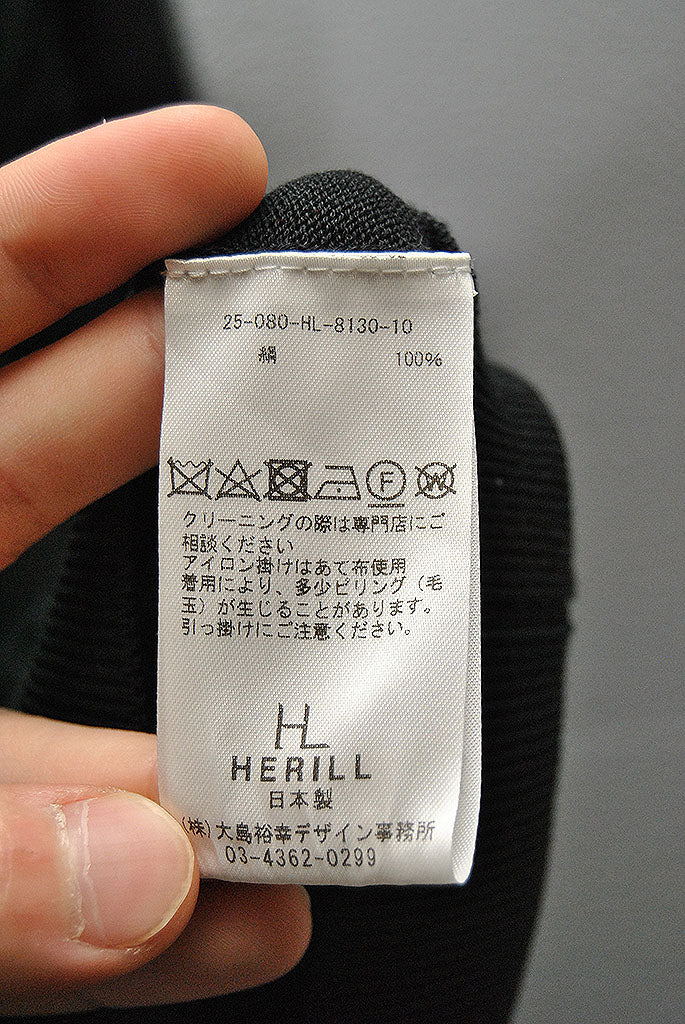 25-080-HL-8130-10
絹 100%
クリーニングの際は専門店にご
相談ください
アイロン掛けはあて布使用
着用により、多少ピリング（毛
玉）が生じることがあります。
引っ掛けにご注意ください。
HL
HERILL
日本製
(株)大島裕幸デザイン事務所
03-4362-0299